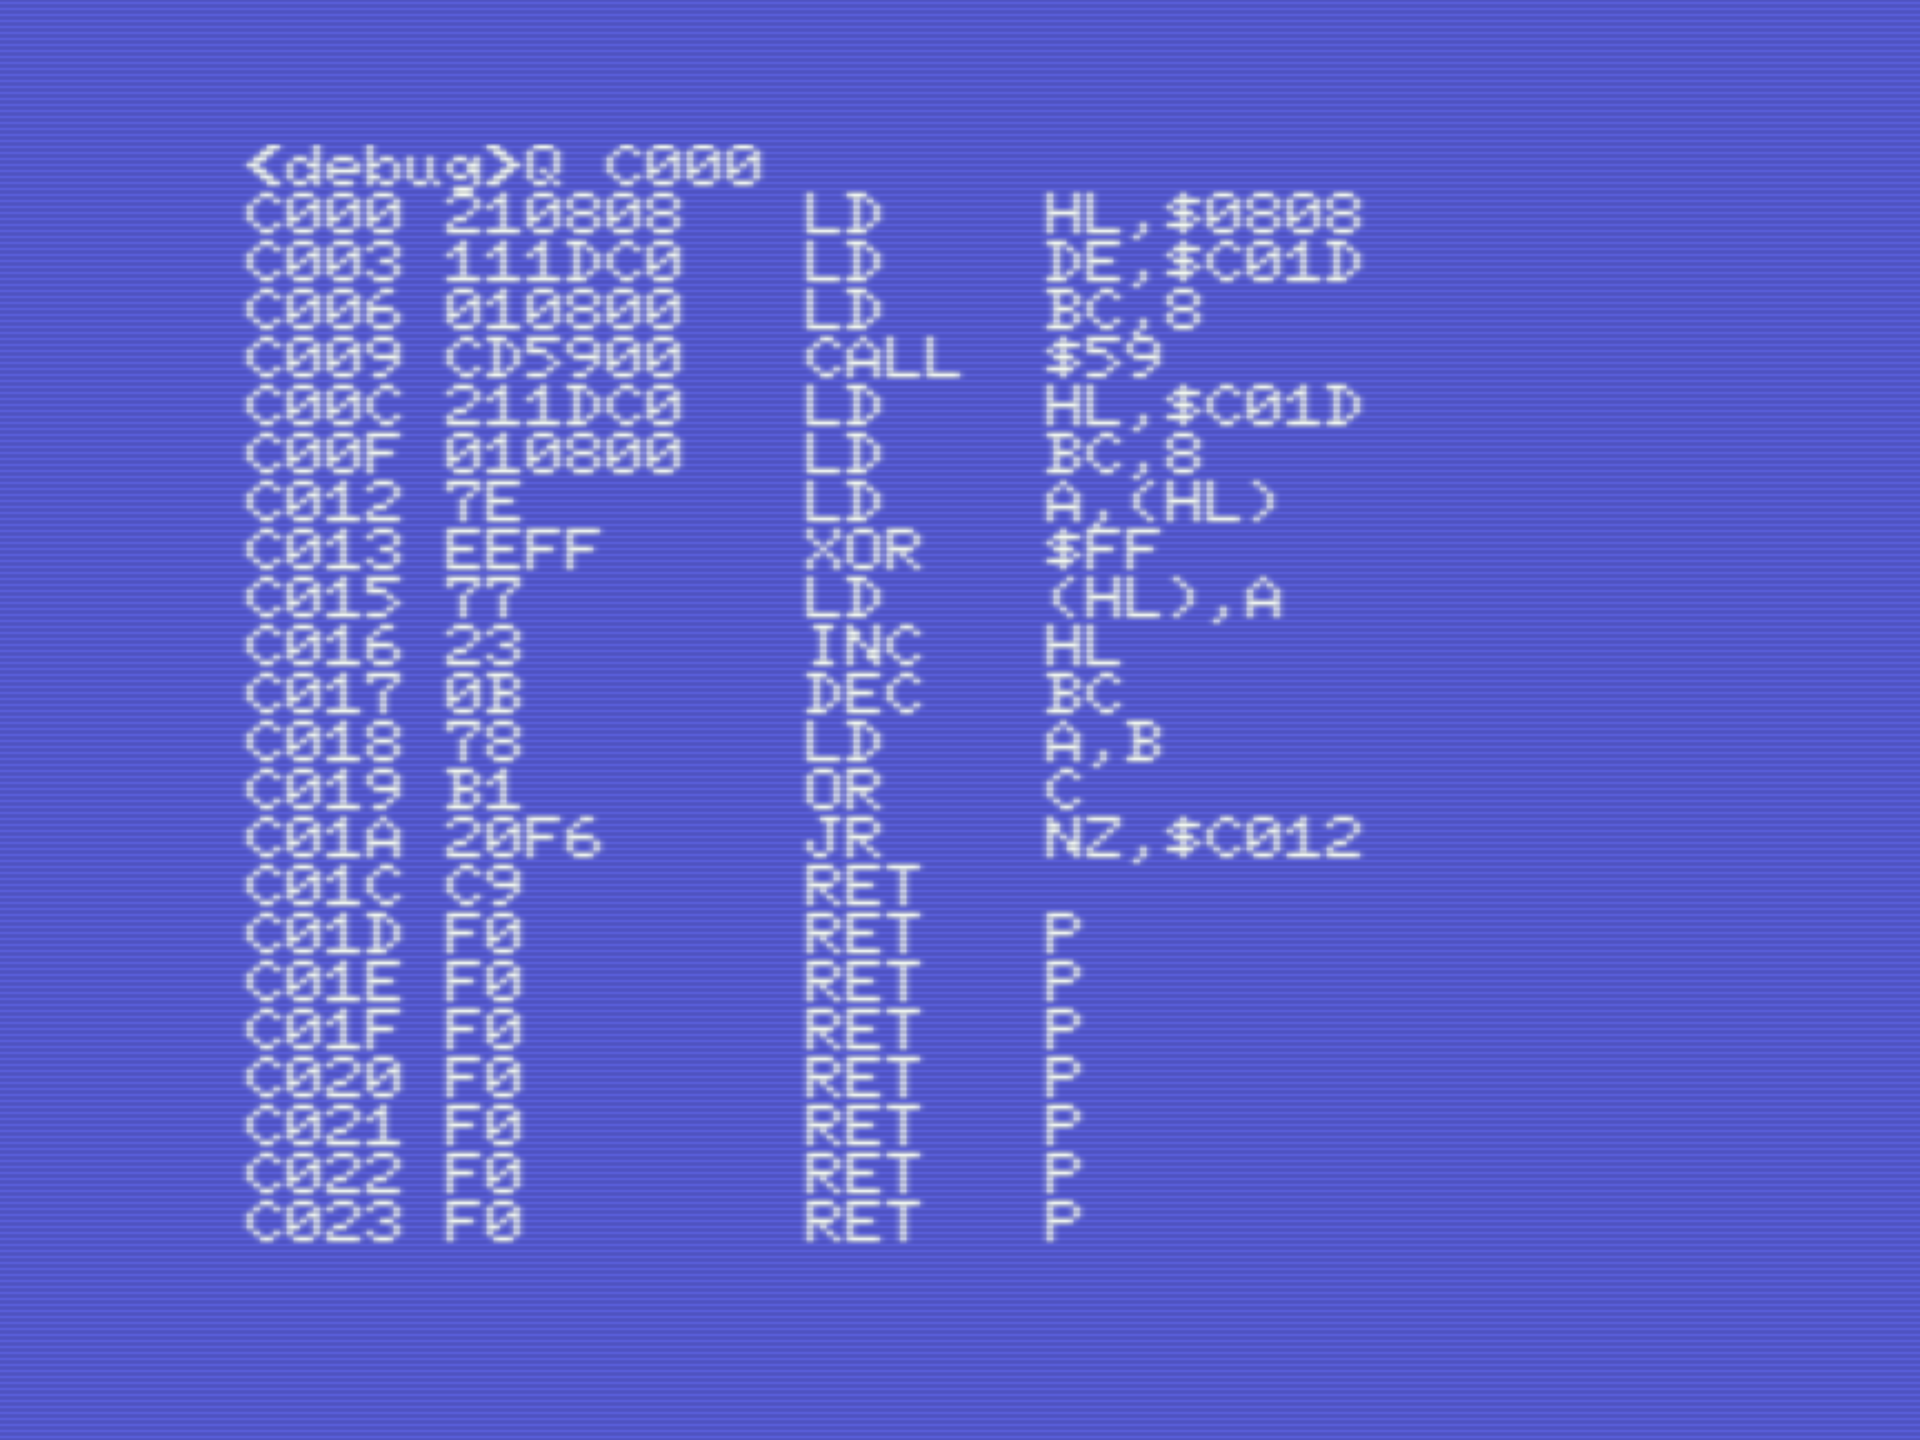 <debug>Q C000
C000 210808   LD    HL,$0808
C003 111DC0   LD    DE,$C01D
C006 010800   LD    BC,8
C009 CD5900   CALL  $59
C00C 211DC0   LD    HL,$C01D
C00F 010800   LD    BC,8
C012 7E       LD    A,(HL)
C013 EEFF     XOR   $FF
C015 77       LD    (HL),A
C016 23       INC   HL
C017 0B       DEC   BC
C018 78       LD    A,B
C019 B1       OR    C
C01A 20F6     JR    NZ,$C012
C01C C9       RET
C01D F0       RET   P
C01E F0       RET   P
C01F F0       RET   P
C020 F0       RET   P
C021 F0       RET   P
C022 F0       RET   P
C023 F0       RET   P